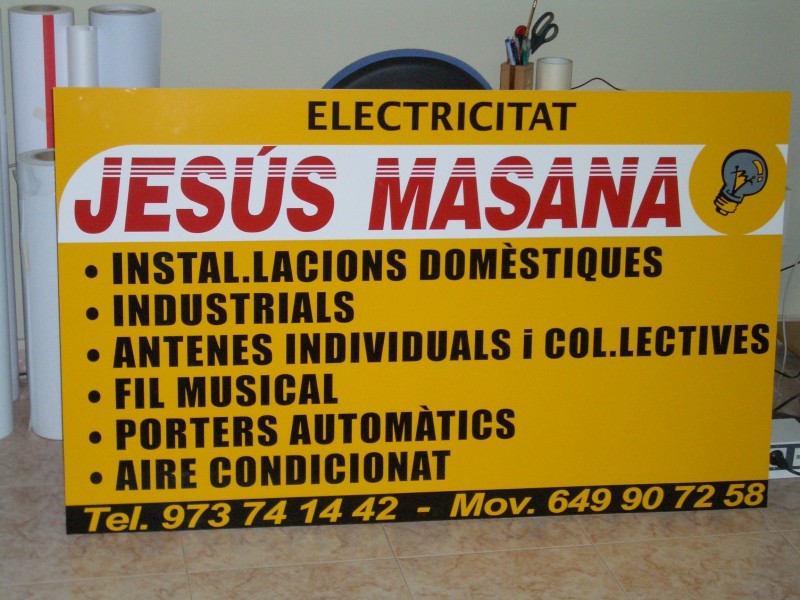 ELECTRICITAT
JESÚS MASANA
• INSTAL.LACIONS DOMÈSTIQUES
• INDUSTRIALS
• ANTENES INDIVIDUALS i COL.LECTIVES
• FIL MUSICAL
• PORTERS AUTOMÀTICS
• AIRE CONDICIONAT
Tel. 973 74 14 42 - Mov. 649 90 72 58